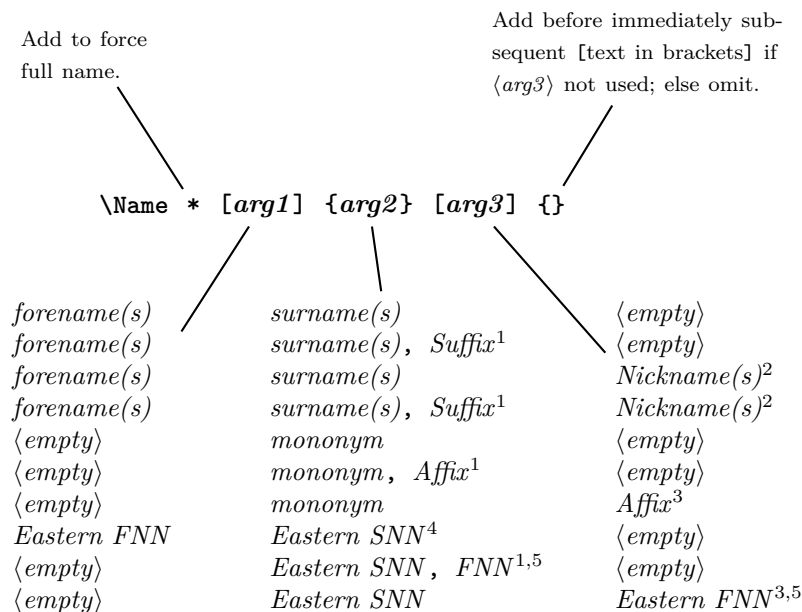 Add to force
full name.
Add before immediately sub-
sequent [text in brackets] if
⟨arg3⟩ not used; else omit.
\Name * [arg1] {arg2} [arg3] {}
forename(s) surname(s) ⟨empty⟩
forename(s) surname(s), Suffix¹ ⟨empty⟩
forename(s) surname(s) Nickname(s)²
forename(s) surname(s), Suffix¹ Nickname(s)²
⟨empty⟩ mononym ⟨empty⟩
⟨empty⟩ mononym, Affix¹ ⟨empty⟩
⟨empty⟩ mononym Affix³
Eastern FNN Eastern SNN⁴ ⟨empty⟩
⟨empty⟩ Eastern SNN, FNN¹,⁵ ⟨empty⟩
⟨empty⟩ Eastern SNN Eastern FNN³,⁵